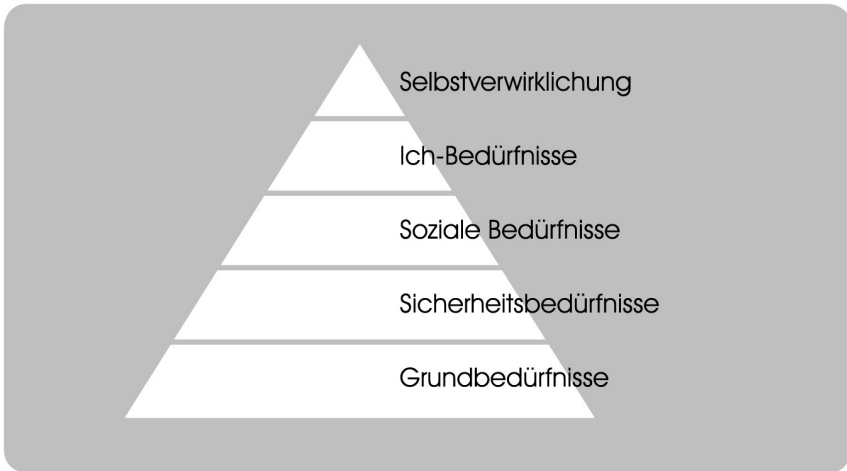 Selbstverwirklichung
Ich-Bedürfnisse
Soziale Bedürfnisse
Sicherheitsbedürfnisse
Grundbedürfnisse